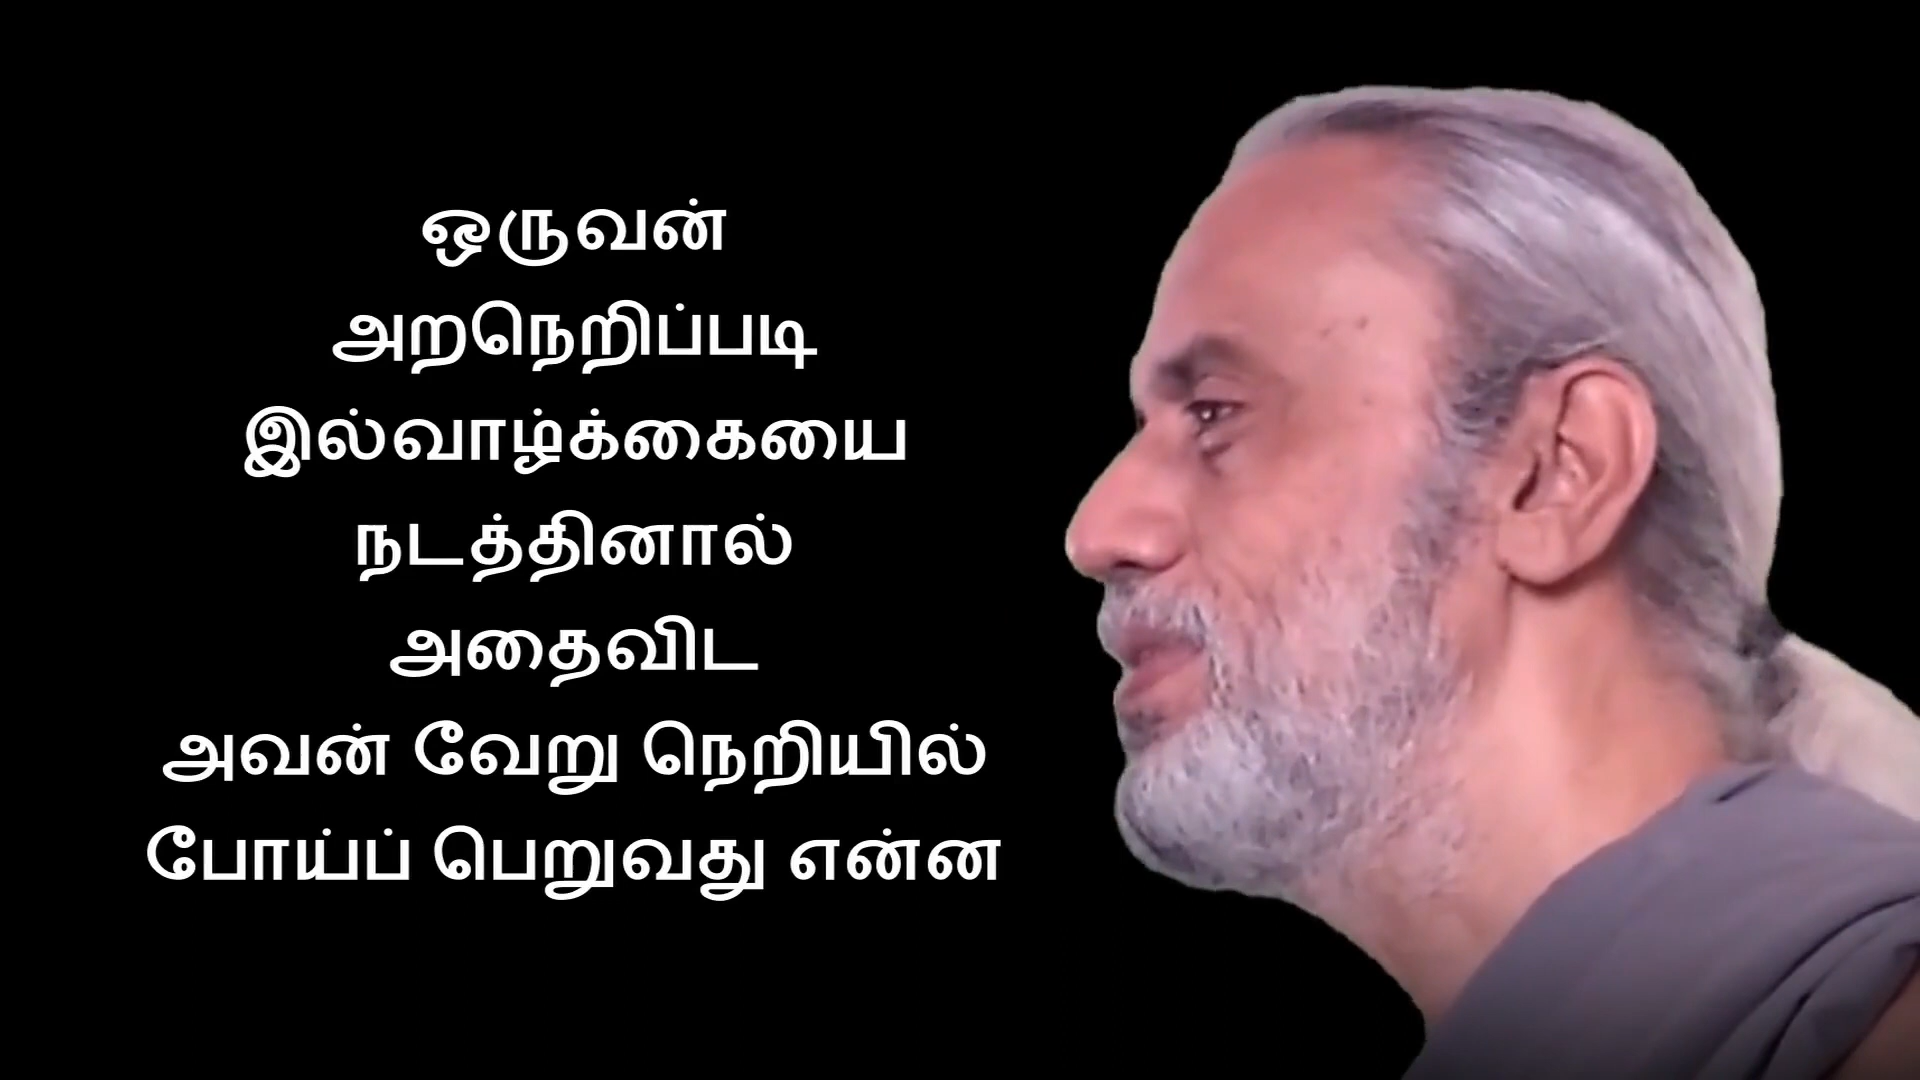 ஒருவன்
அறநெறிப்படி
இல்வாழ்க்கையை
நடத்தினால்
அதைவிட
அவன் வேறு நெறியில்
போய்ப் பெறுவது என்ன